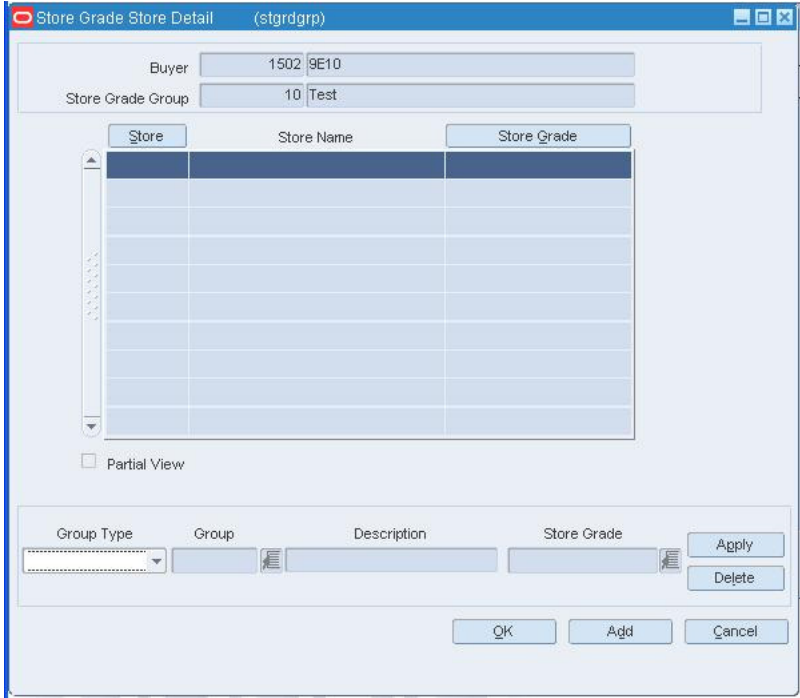 Store Grade Store Detail (stgrdgrp)
Buyer 1502 9E10
Store Grade Group 10 Test
Store Store Name Store Grade
Partial View
Group Type Group Description Store Grade
Apply
Delete
OK Add Cancel